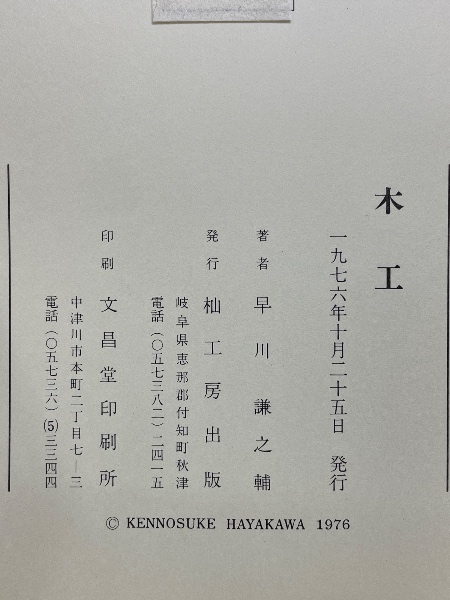 木工
一九七六年十月二十五日 発行
著者 早川謙之輔
発行 杣工房出版
岐阜県恵那郡付知町秋津
電話(〇五七三八二)二四一五
印刷 文昌堂印刷所
中津川市本町二丁目七―三
電話(〇五七三六)(5)三三四四
© KENNOSUKE HAYAKAWA 1976